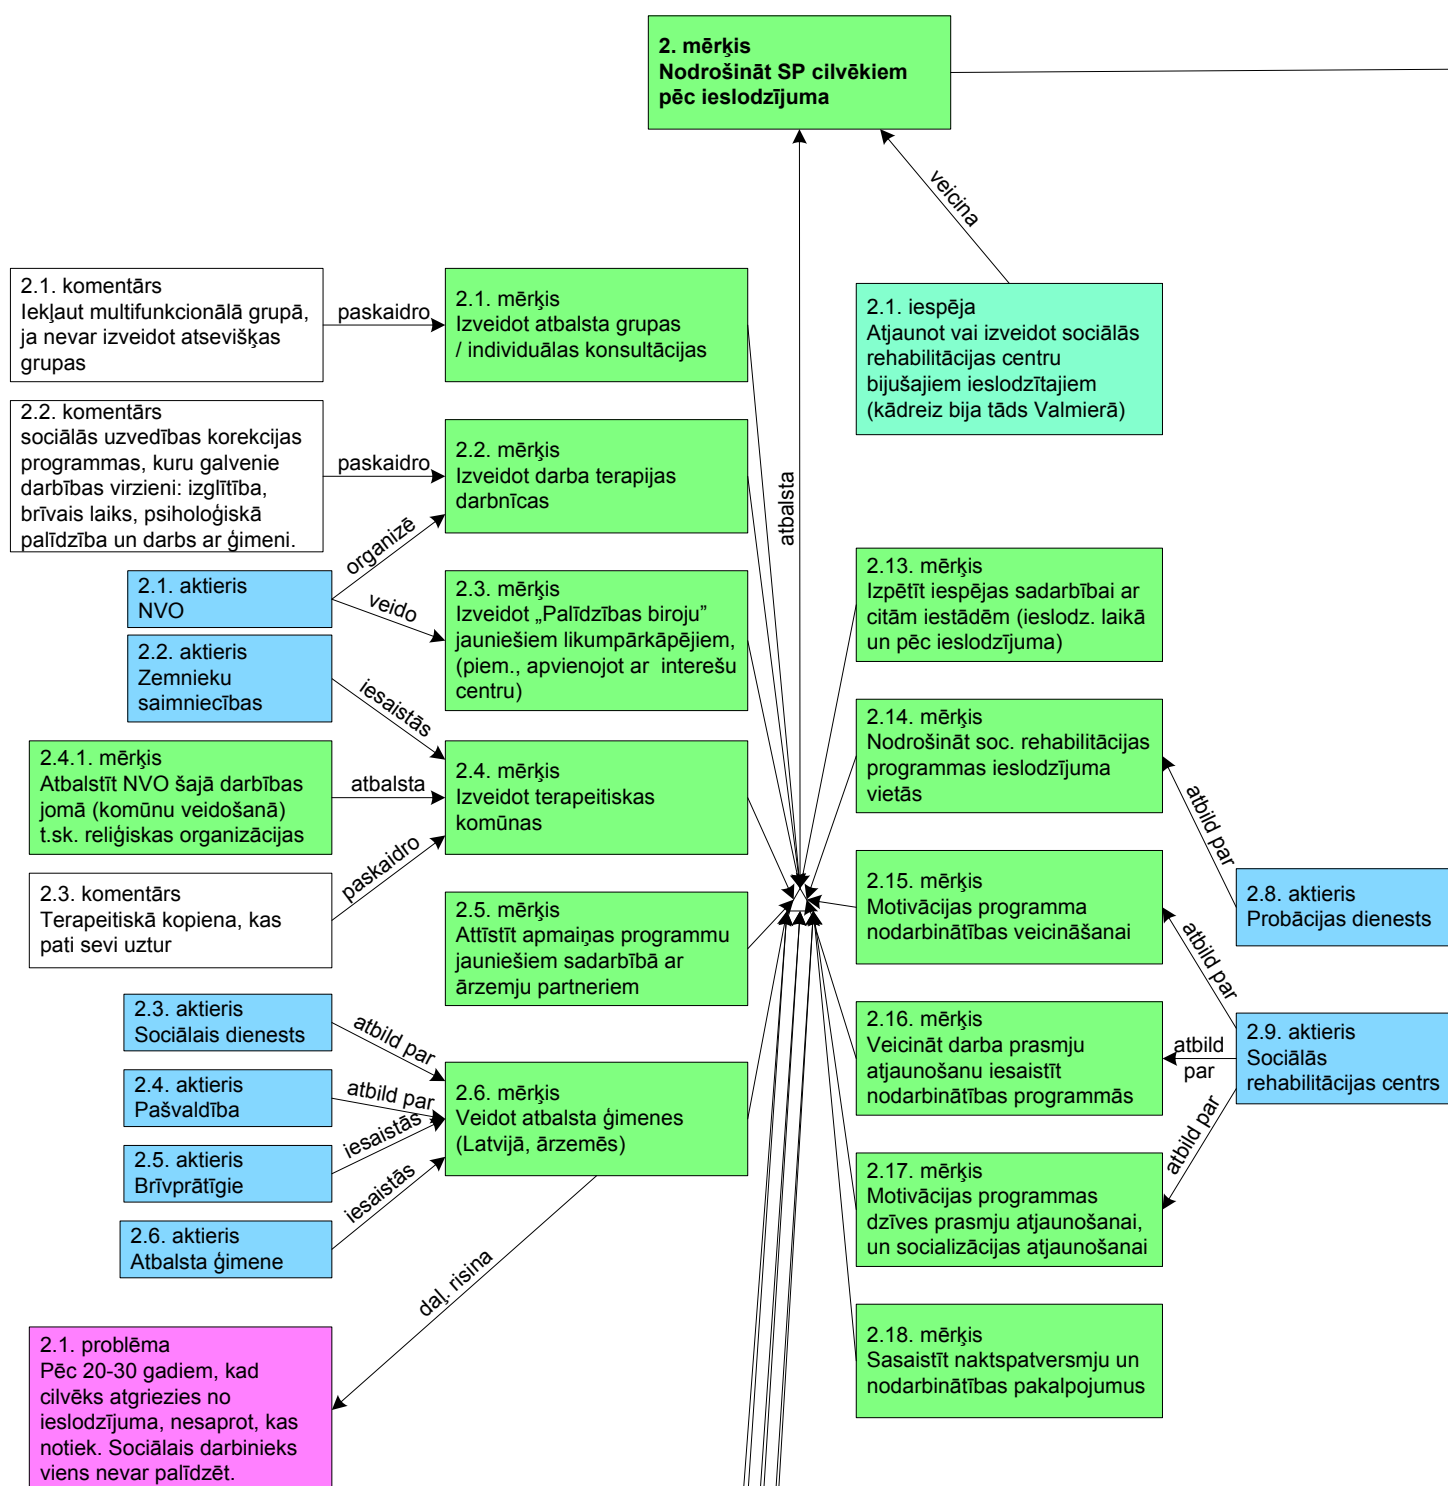 2. mērķis
Nodrošināt SP cilvēkiem
pēc ieslodzījuma
veicina
atbalsta
2.1. komentārs
Iekļaut multifunkcionālā grupā,
ja nevar izveidot atsevišķas
grupas
paskaidro
2.1. mērķis
Izveidot atbalsta grupas
/ individuālas konsultācijas
2.1. iespēja
Atjaunot vai izveidot sociālās
rehabilitācijas centru
bijušajiem ieslodzītajiem
(kādreiz bija tāds Valmierā)
2.2. komentārs
sociālās uzvedības korekcijas
programmas, kuru galvenie
darbības virzieni: izglītība,
brīvais laiks, psiholoģiskā
palīdzība un darbs ar ģimeni.
paskaidro
2.2. mērķis
Izveidot darba terapijas
darbnīcas
organizē
2.1. aktieris
NVO
veido
2.3. mērķis
Izveidot „Palīdzības biroju”
jauniešiem likumpārkāpējiem,
(piem., apvienojot ar  interešu
centru)
2.13. mērķis
Izpētīt iespējas sadarbībai ar
citām iestādēm (ieslodz. laikā
un pēc ieslodzījuma)
2.2. aktieris
Zemnieku
saimniecības
iesaistās
2.4.1. mērķis
Atbalstīt NVO šajā darbības
jomā (komūnu veidošanā)
t.sk. reliģiskas organizācijas
atbalsta
2.4. mērķis
Izveidot terapeitiskas
komūnas
2.14. mērķis
Nodrošināt soc. rehabilitācijas
programmas ieslodzījuma
vietās
atbild par
2.3. komentārs
Terapeitiskā kopiena, kas
pati sevi uztur
paskaidro
2.5. mērķis
Attīstīt apmaiņas programmu
jauniešiem sadarbībā ar
ārzemju partneriem
2.15. mērķis
Motivācijas programma
nodarbinātības veicināšanai
2.8. aktieris
Probācijas dienests
atbild par
2.3. aktieris
Sociālais dienests
atbild par
2.4. aktieris
Pašvaldība
atbild par
2.5. aktieris
Brīvprātīgie
iesaistās
2.6. aktieris
Atbalsta ģimene
iesaistās
2.6. mērķis
Veidot atbalsta ģimenes
(Latvijā, ārzemēs)
2.16. mērķis
Veicināt darba prasmju
atjaunošanu iesaistīt
nodarbinātības programmās
atbild
par
2.9. aktieris
Sociālās
rehabilitācijas centrs
atbild par
2.17. mērķis
Motivācijas programmas
dzīves prasmju atjaunošanai,
un socializācijas atjaunošanai
daļ. risina
2.1. problēma
Pēc 20-30 gadiem, kad
cilvēks atgriezies no
ieslodzījuma, nesaprot, kas
notiek. Sociālais darbinieks
viens nevar palīdzēt.
2.18. mērķis
Sasaistīt naktspatversmju un
nodarbinātības pakalpojumus